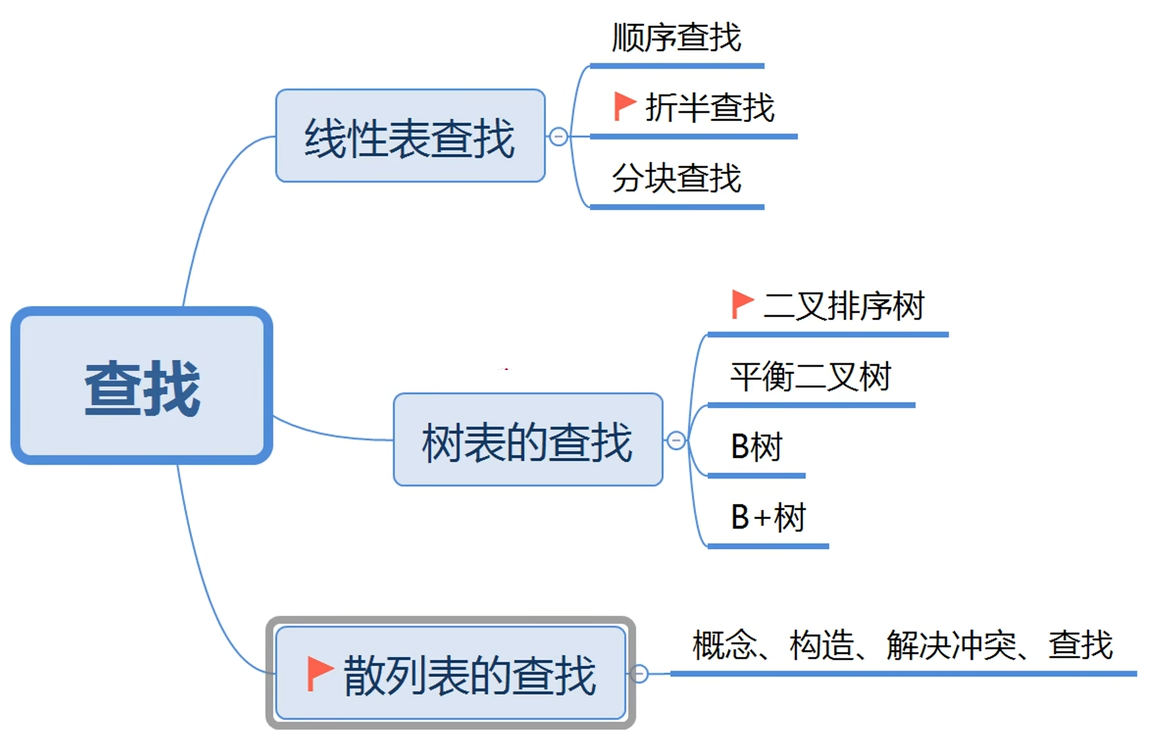 查找
线性表查找
顺序查找
折半查找
分块查找
树表的查找
二叉排序树
平衡二叉树
B树
B+树
散列表的查找
概念、构造、解决冲突、查找